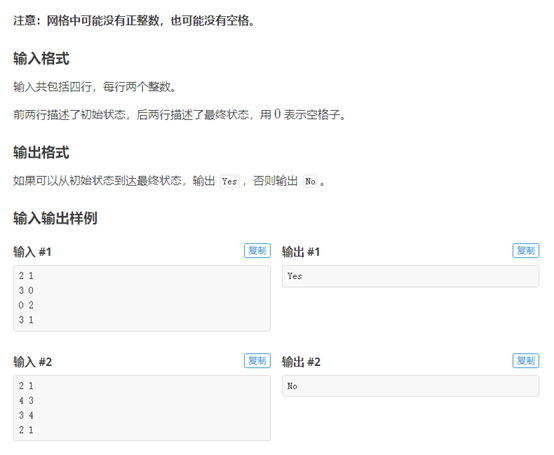 注意：网格中可能没有正整数，也可能没有空格。
输入格式
输入共包括四行，每行两个整数。
前两行描述了初始状态，后两行描述了最终状态，用 0 表示空格子。
输出格式
如果可以从初始状态到达最终状态，输出 Yes ，否则输出 No 。
输入输出样例
输入 #1
复制
2 1
3 0
0 2
3 1
输出 #1
复制
Yes
输入 #2
复制
2 1
4 3
3 4
2 1
输出 #2
复制
No